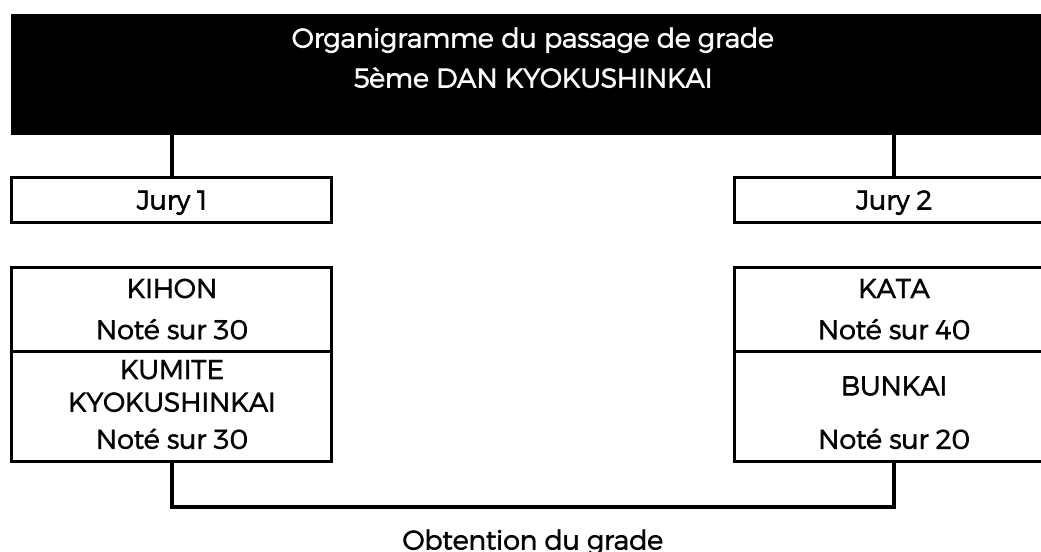 Organigramme du passage de grade
5ème DAN KYOKUSHINKAI
Jury 1
Jury 2
KIHON
Noté sur 30
KUMITE
KYOKUSHINKAI
Noté sur 30
KATA
Noté sur 40
BUNKAI
Noté sur 20
Obtention du grade